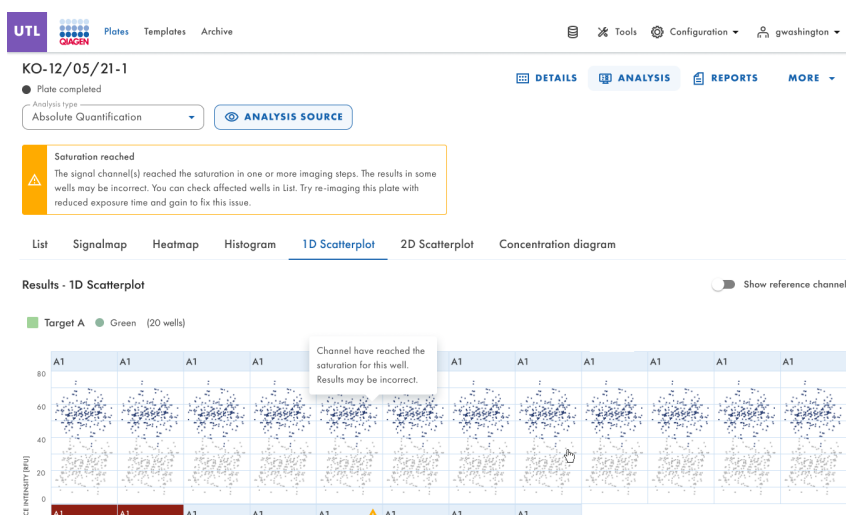 UTL
QIAGEN
Plates Templates Archive
Tools Configuration gwashington
KO-12/05/21-1
DETAILS ANALYSIS REPORTS MORE
Plate completed
Analysis type
Absolute Quantification
ANALYSIS SOURCE
Saturation reached
The signal channel(s) reached the saturation in one or more imaging steps. The results in some
wells may be incorrect. You can check affected wells in List. Try re-imaging this plate with
reduced exposure time and gain to fix this issue.
List Signalmap Heatmap Histogram 1D Scatterplot 2D Scatterplot Concentration diagram
Results - 1D Scatterplot
Show reference channel
Target A Green (20 wells)
Channel have reached the
saturation for this well.
Results may be incorrect.
A1 A1 A1 A1 A1 A1 A1 A1 A1 A1
80
60
40
20
0
CE INTENSITY [RFU]
A1 A1 A1 A1 A1 A1 A1 A1